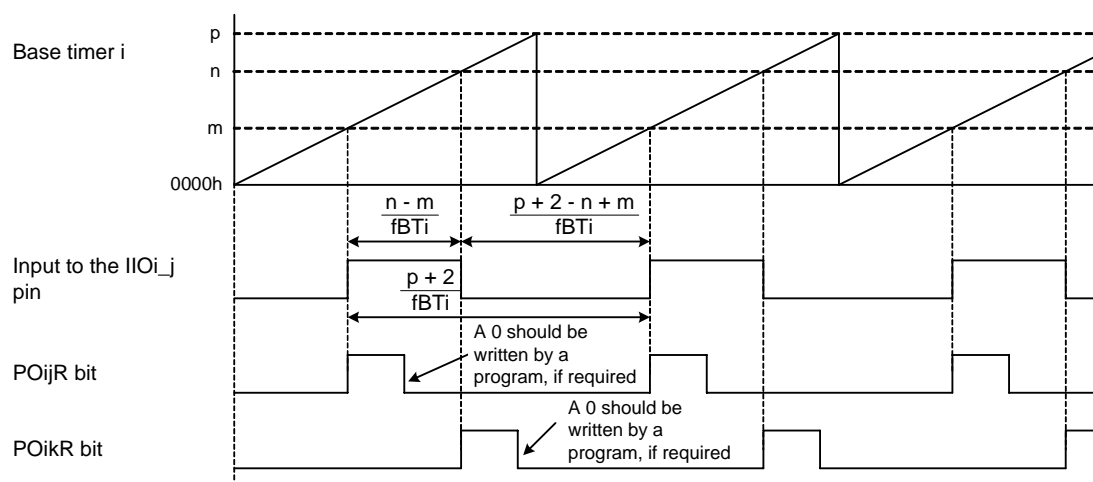 Base timer i
p
n
m
0000h
n - m
fBTi
p + 2 - n + m
fBTi
Input to the IIOi_j
pin
p + 2
fBTi
A 0 should be
written by a
program, if required
POijR bit
A 0 should be
written by a
program, if required
POikR bit